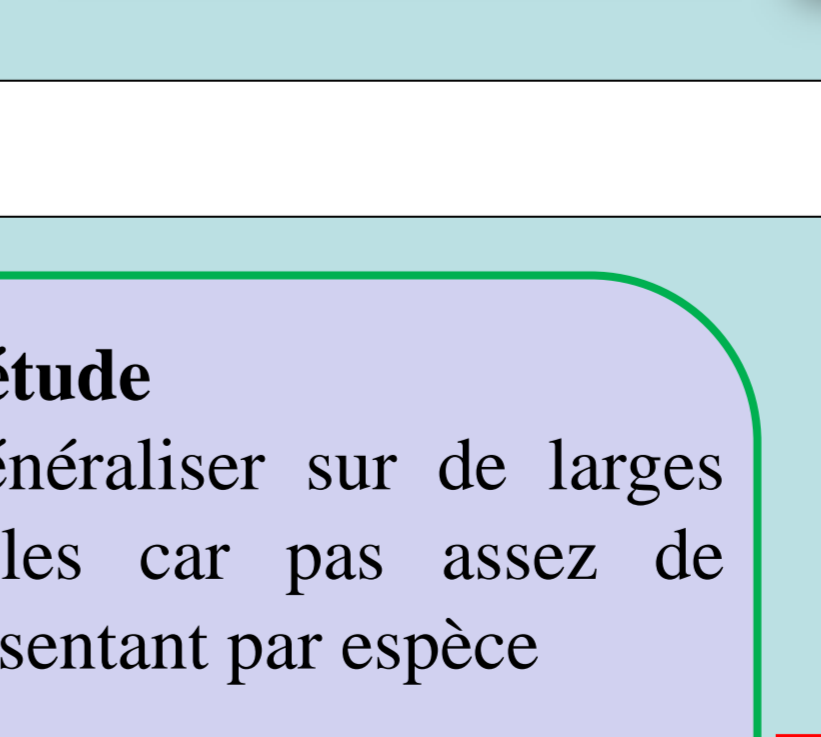 étude
énéraliser sur de larges
les car pas assez de
sentant par espèce